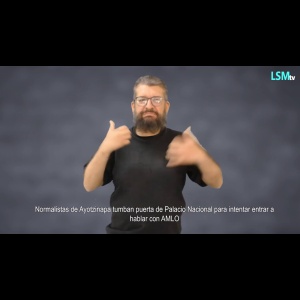 LSMtv
Normalistas de Ayotzinapa tumban puerta de Palacio Nacional para intentar entrar a
hablar con AMLO